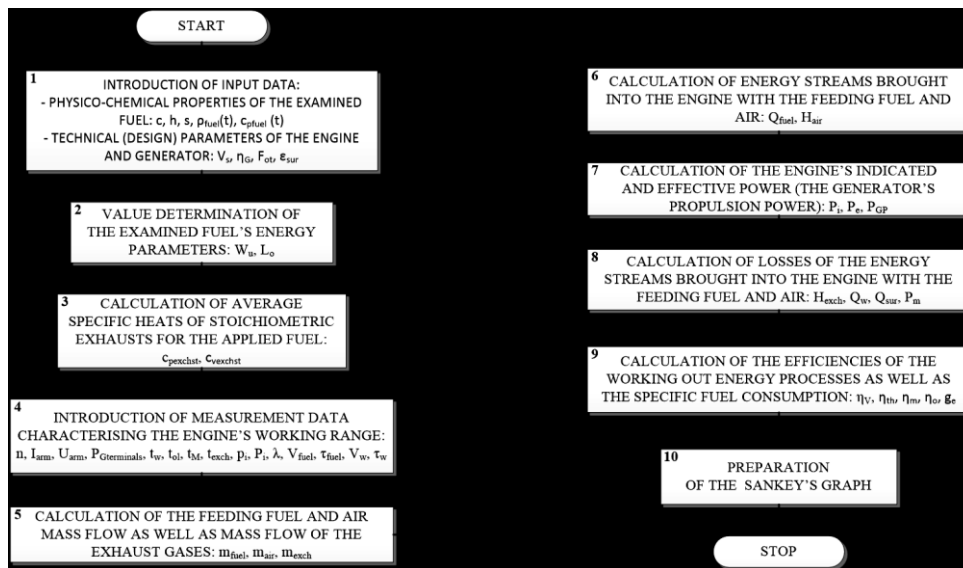 START
1
INTRODUCTION OF INPUT DATA:
- PHYSICO-CHEMICAL PROPERTIES OF THE EXAMINED
FUEL: c, h, s, ρfuel(t), cpfuel (t)
- TECHNICAL (DESIGN) PARAMETERS OF THE ENGINE
AND GENERATOR: Vs, ηG, Fot, εsur
2
VALUE DETERMINATION OF
THE EXAMINED FUEL'S ENERGY
PARAMETERS: Wu, Lo
3
CALCULATION OF AVERAGE
SPECIFIC HEATS OF STOICHIOMETRIC
EXHAUSTS FOR THE APPLIED FUEL:
cpexchst, cvexchst
4
INTRODUCTION OF MEASUREMENT DATA
CHARACTERISING THE ENGINE'S WORKING RANGE:
n, Iarm, Uarm, PGterminals, tw, tol, tM, texch, pi, Pi, λ, Vfuel, τfuel, Vw, τw
5
CALCULATION OF THE FEEDING FUEL AND AIR
MASS FLOW AS WELL AS MASS FLOW OF THE
EXHAUST GASES: mfuel, mair, mexch
6
CALCULATION OF ENERGY STREAMS BROUGHT
INTO THE ENGINE WITH THE FEEDING FUEL AND
AIR: Qfuel, Hair
7
CALCULATION OF THE ENGINE'S INDICATED
AND EFFECTIVE POWER (THE GENERATOR'S
PROPULSION POWER): Pi, Pe, PGP
8
CALCULATION OF LOSSES OF THE ENERGY
STREAMS BROUGHT INTO THE ENGINE WITH THE
FEEDING FUEL AND AIR: Hexch, Qw, Qsur, Pm
9
CALCULATION OF THE EFFICIENCIES OF THE
WORKING OUT ENERGY PROCESSES AS WELL AS
THE SPECIFIC FUEL CONSUMPTION: ηV, ηth, ηm, ηo, ge
10
PREPARATION
OF THE SANKEY'S GRAPH
STOP